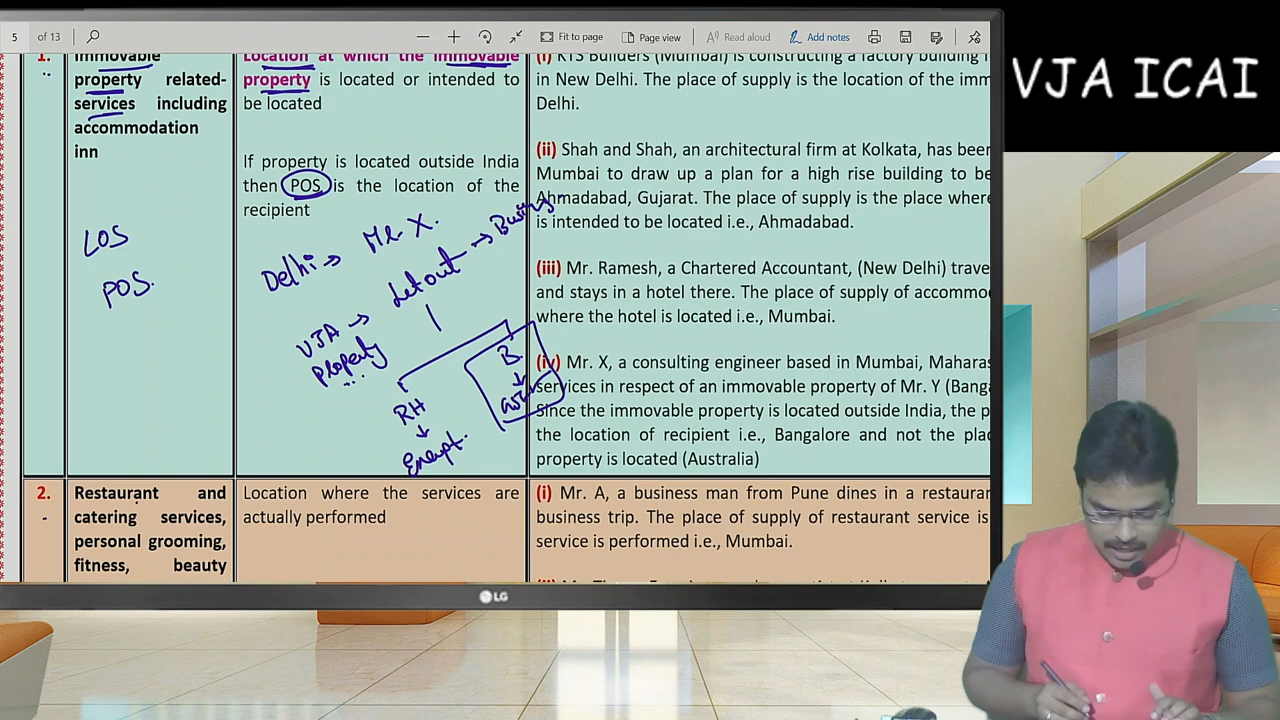 5 of 13
Fit to page
Page view
Read aloud
Add notes
VJA ICAI
1.
Immovable
property related-
services including
accommodation
inn
LOS
POS.
Location at which the immovable
property is located or intended to
be located
If property is located outside India
then POS is the location of the
recipient
Delhi → Mr X.
VJA → Let out → Business
Property
RH
↓
Exempt.
B
↓
(i) KTS Builders (Mumbai) is constructing a factory building
in New Delhi. The place of supply is the location of the imm
Delhi.
(ii) Shah and Shah, an architectural firm at Kolkata, has been
Mumbai to draw up a plan for a high rise building to be
Ahmadabad, Gujarat. The place of supply is the place where
is intended to be located i.e., Ahmadabad.
(iii) Mr. Ramesh, a Chartered Accountant, (New Delhi) trave
and stays in a hotel there. The place of supply of accommo
where the hotel is located i.e., Mumbai.
(iv) Mr. X, a consulting engineer based in Mumbai, Maharas
services in respect of an immovable property of Mr. Y (Banga
Since the immovable property is located outside India, the p
the location of recipient i.e., Bangalore and not the plac
property is located (Australia)
2.
Restaurant and
catering services,
personal grooming,
fitness, beauty
Location where the services are
actually performed
(i) Mr. A, a business man from Pune dines in a restauran
business trip. The place of supply of restaurant service is
service is performed i.e., Mumbai.
LG